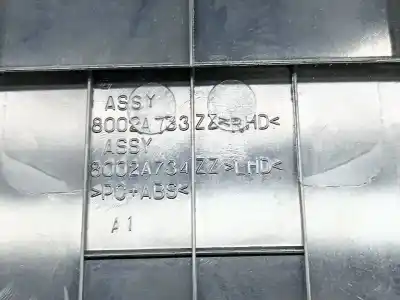 ASSY
8002A733ZZ>RHD<
ASSY
8002A734ZZ>LHD<
>PC+ABS<
A1